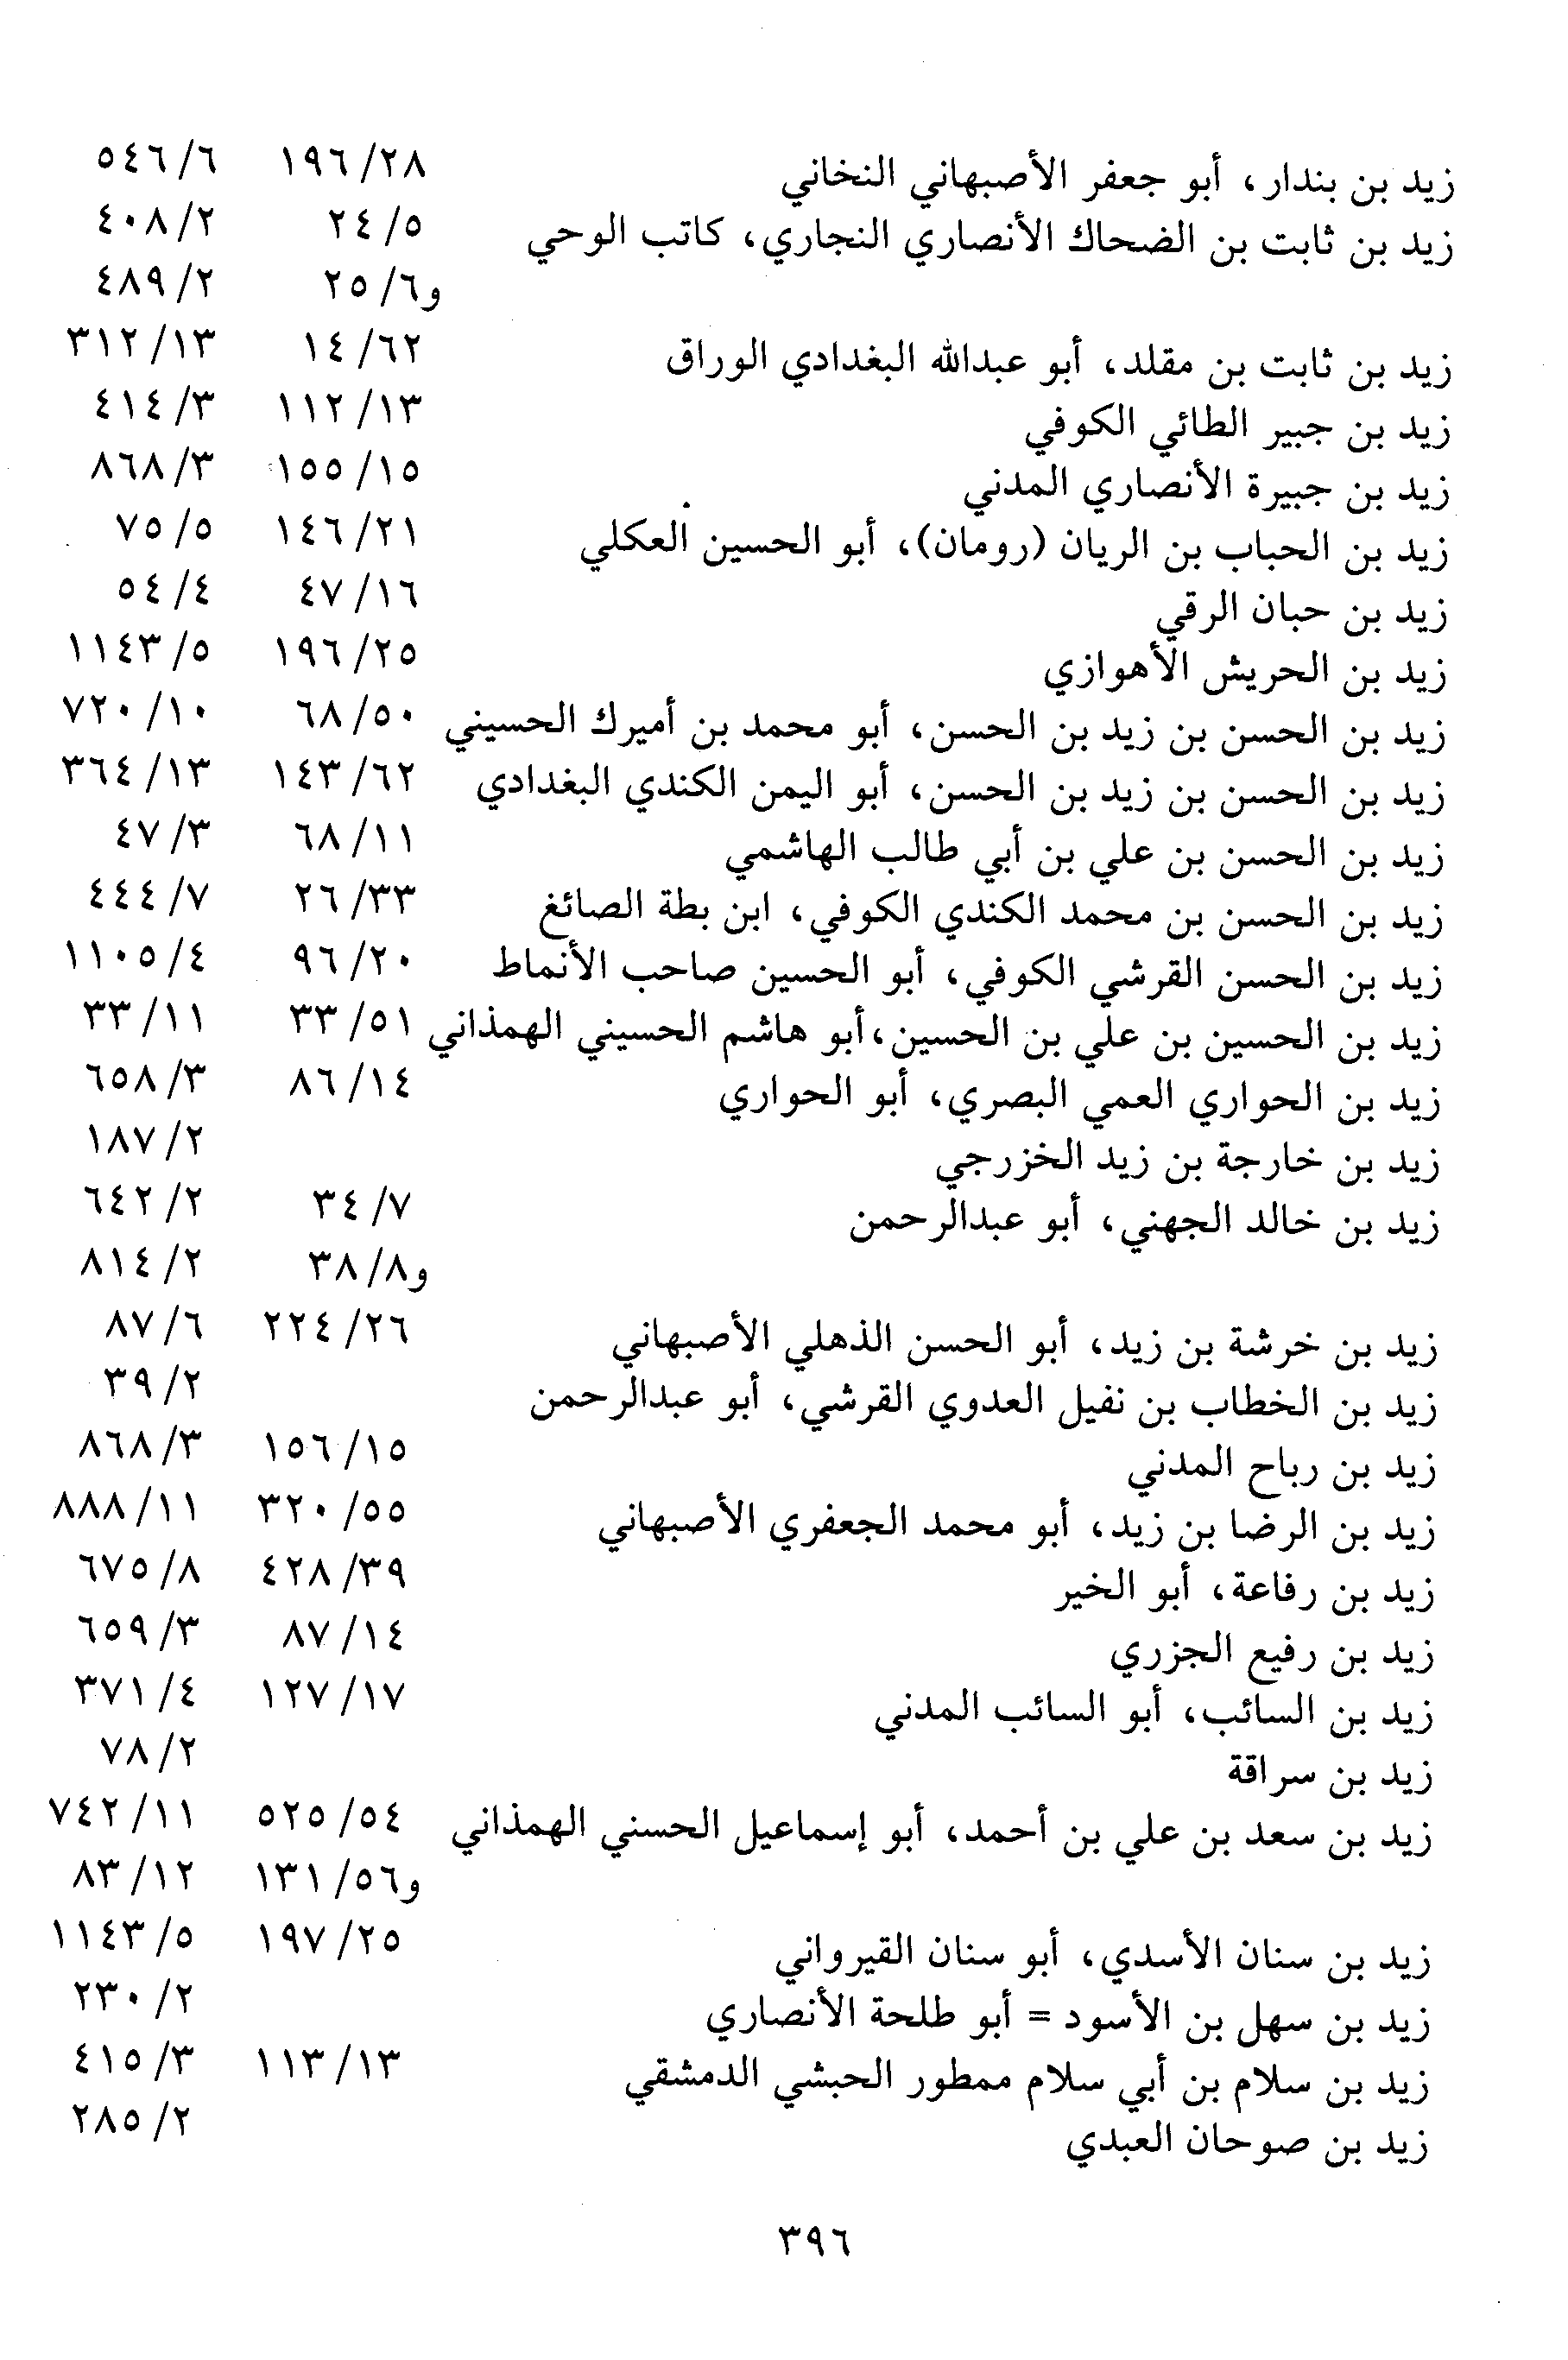 زيد بن بندار، أبو جعفر الأصبهاني النخاني ٢٨/ ١٩٦ ٦/ ٥٤٦
زيد بن ثابت بن الضحاك الأنصاري النجاري، كاتب الوحي ٥/ ٢٤ ٢/ ٤٠٨
و٦/ ٢٥ ٢/ ٤٨٩
زيد بن ثابت بن مقلد، أبو عبدالله البغدادي الوراق ٦٢/ ١٤ ١٣/ ٣١٢
زيد بن جبير الطائي الكوفي ١٣/ ١١٢ ٣/ ٤١٤
زيد بن جبيرة الأنصاري المدني ١٥/ ١٥٥ ٣/ ٨٦٨
زيد بن الحباب بن الريان (رومان)، أبو الحسين العكلي ٢١/ ١٤٦ ٥/ ٧٥
زيد بن حبان الرقي ١٦/ ٤٧ ٤/ ٥٤
زيد بن الحريش الأهوازي ٢٥/ ١٩٦ ٥/ ١١٤٣
زيد بن الحسن بن زيد بن الحسن، أبو محمد بن أميرك الحسيني ٥٠/ ٦٨ ١٠/ ٧٢٠
زيد بن الحسن بن زيد بن الحسن، أبو اليمن الكندي البغدادي ٦٢/ ١٤٣ ١٣/ ٣٦٤
زيد بن الحسن بن علي بن أبي طالب الهاشمي ١١/ ٦٨ ٣/ ٤٧
زيد بن الحسن بن محمد الكندي الكوفي، ابن بطة الصائغ ٣٣/ ٢٦ ٧/ ٤٤٤
زيد بن الحسن القرشي الكوفي، أبو الحسين صاحب الأنماط ٢٠/ ٩٦ ٤/ ١١٠٥
زيد بن الحسين بن علي بن الحسين،أبو هاشم الحسيني الهمذاني ٥١/ ٣٣ ١١/ ٣٣
زيد بن الحواري العمي البصري، أبو الحواري ١٤/ ٨٦ ٣/ ٦٥٨
زيد بن خارجة بن زيد الخزرجي ٢/ ١٨٧
زيد بن خالد الجهني، أبو عبدالرحمن ٧/ ٣٤ ٢/ ٦٤٢
و٨/ ٣٨ ٢/ ٨١٤
زيد بن خرشة بن زيد، أبو الحسن الذهلي الأصبهاني ٢٦/ ٢٢٤ ٦/ ٨٧
زيد بن الخطاب بن نفيل العدوي القرشي، أبو عبدالرحمن ٢/ ٣٩
زيد بن رباح المدني ١٥/ ١٥٦ ٣/ ٨٦٨
زيد بن الرضا بن زيد، أبو محمد الجعفري الأصبهاني ٥٥/ ٣٢٠ ١١/ ٨٨٨
زيد بن رفاعة، أبو الخير ٣٩/ ٤٢٨ ٨/ ٦٧٥
زيد بن رفيع الجزري ١٤/ ٨٧ ٣/ ٦٥٩
زيد بن السائب، أبو السائب المدني ١٧/ ١٢٧ ٤/ ٣٧١
زيد بن سراقة ٢/ ٧٨
زيد بن سعد بن علي بن أحمد، أبو إسماعيل الحسني الهمذاني ٥٤/ ٥٢٥ ١١/ ٧٤٢
و٥٦/ ١٣١ ١٢/ ٨٣
زيد بن سنان الأسدي، أبو سنان القيرواني ٢٥/ ١٩٧ ٥/ ١١٤٣
زيد بن سهل بن الأسود = أبو طلحة الأنصاري ٢/ ٢٣٠
زيد بن سلام بن أبي سلام ممطور الحبشي الدمشقي ١٣/ ١١٣ ٣/ ٤١٥
زيد بن صوحان العبدي ٢/ ٢٨٥
٣٩٦